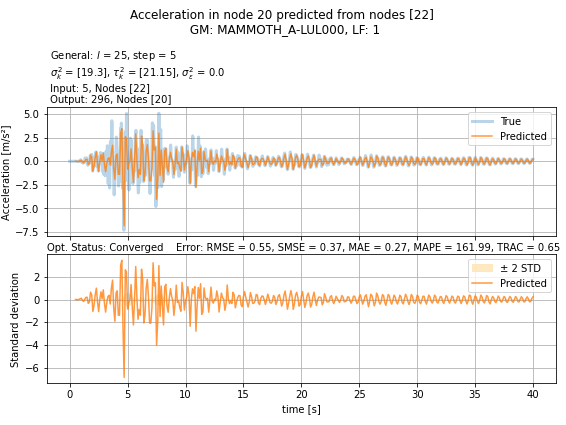 Acceleration in node 20 predicted from nodes [22]
GM: MAMMOTH_A-LUL000, LF: 1
General: l = 25, step = 5
σ²ₖ = [19.3], τ²ₖ = [21.15], σ²ε = 0.0
Input: 5, Nodes [22]
Output: 296, Nodes [20]
Acceleration [m/s²]
5.0
2.5
0.0
−2.5
−5.0
−7.5
True
Predicted
Opt. Status: Converged Error: RMSE = 0.55, SMSE = 0.37, MAE = 0.27, MAPE = 161.99, TRAC = 0.65
Standard deviation
2
0
−2
−4
−6
± 2 STD
Predicted
0 5 10 15 20 25 30 35 40
time [s]